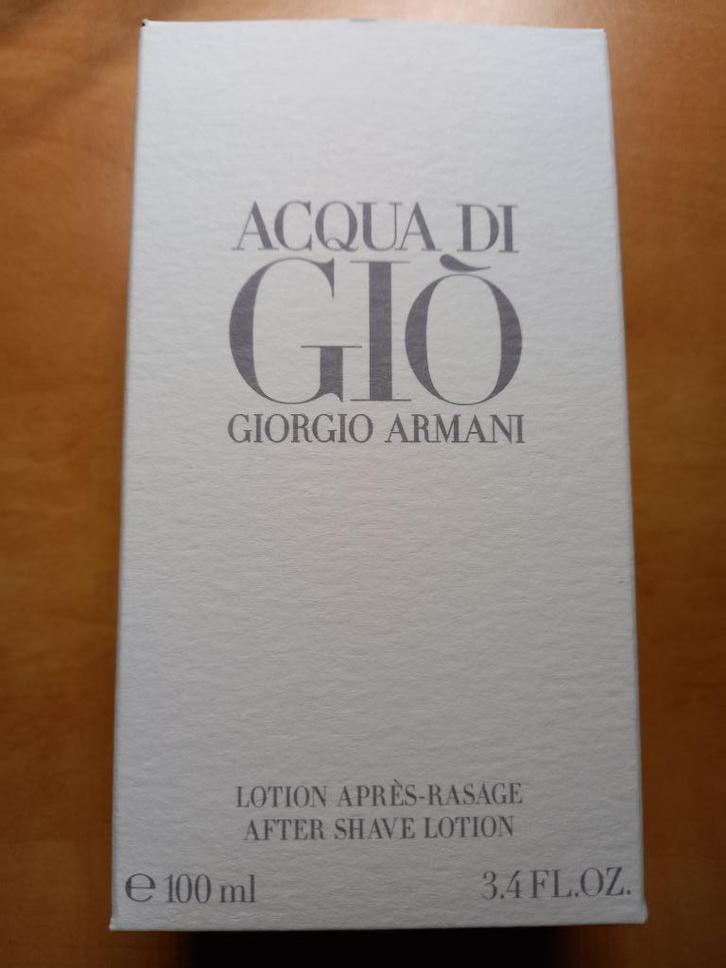 ACQUA DI
GIÒ
GIORGIO ARMANI
LOTION APRÈS-RASAGE
AFTER SHAVE LOTION
℮ 100 ml
3.4 FL.OZ.